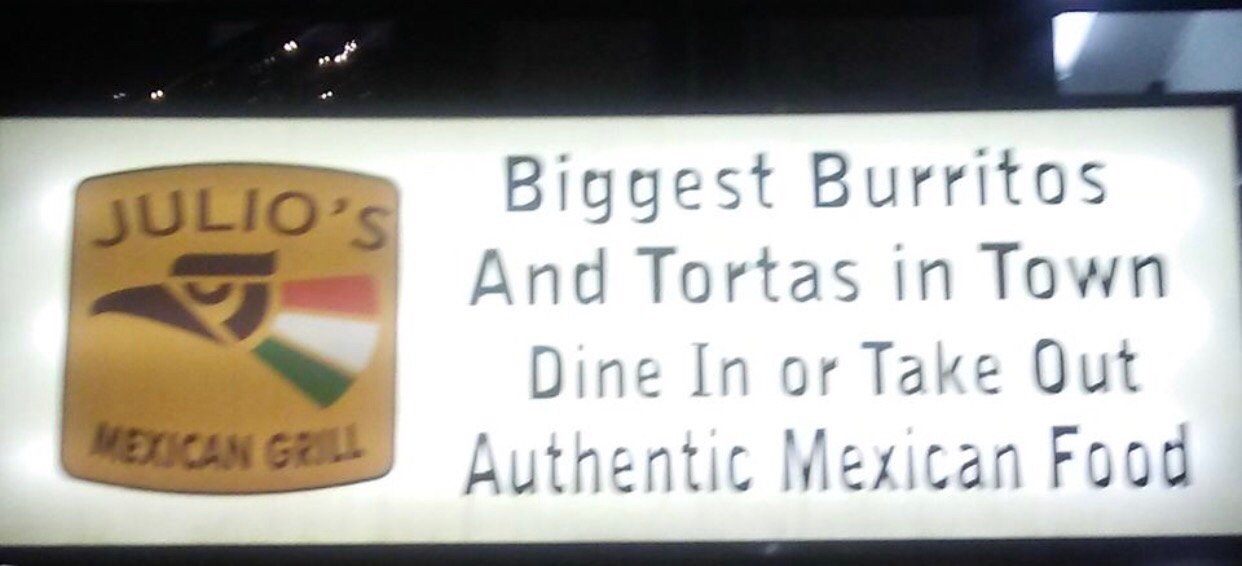 JULIO'S
MEXICAN GRILL
Biggest Burritos
And Tortas in Town
Dine In or Take Out
Authentic Mexican Food